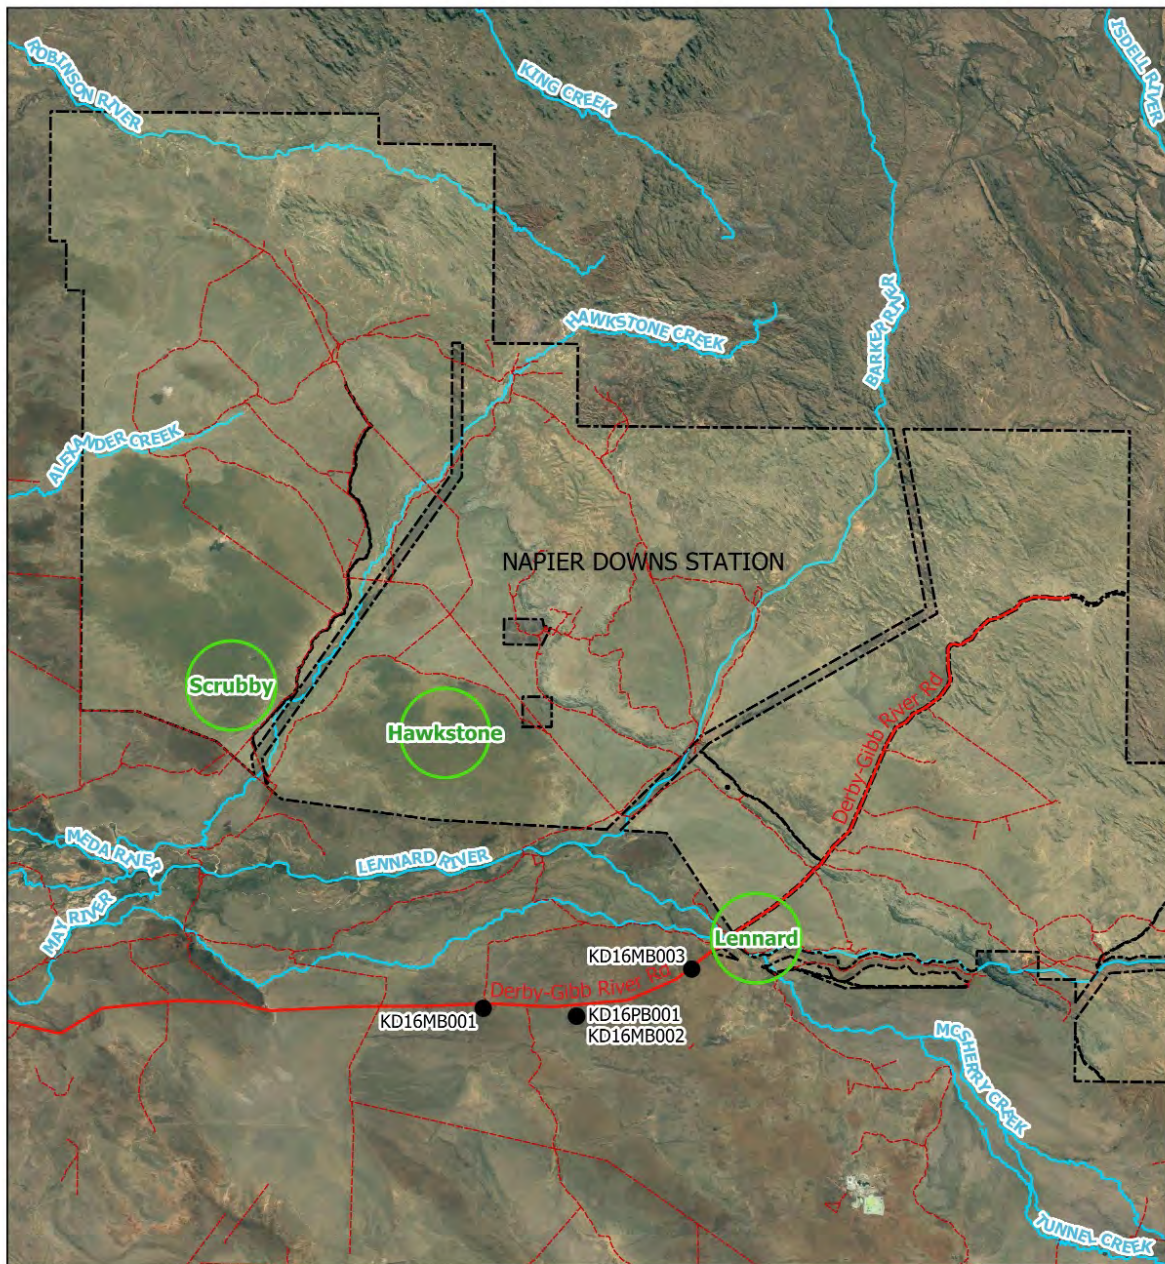 ROBINSON RIVER
KING CREEK
ISDELL RIVER
HAWKSTONE CREEK
BARKER RIVER
ALEXANDER CREEK
NAPIER DOWNS STATION
Scrubby
Hawkstone
Derby-Gibb River Rd
MEDA RIVER
LENNARD RIVER
MAY RIVER
Lennard
KD16MB003
Derby-Gibb River Rd
KD16MB001
KD16PB001
KD16MB002
MCSHERRY CREEK
TUNNEL CREEK